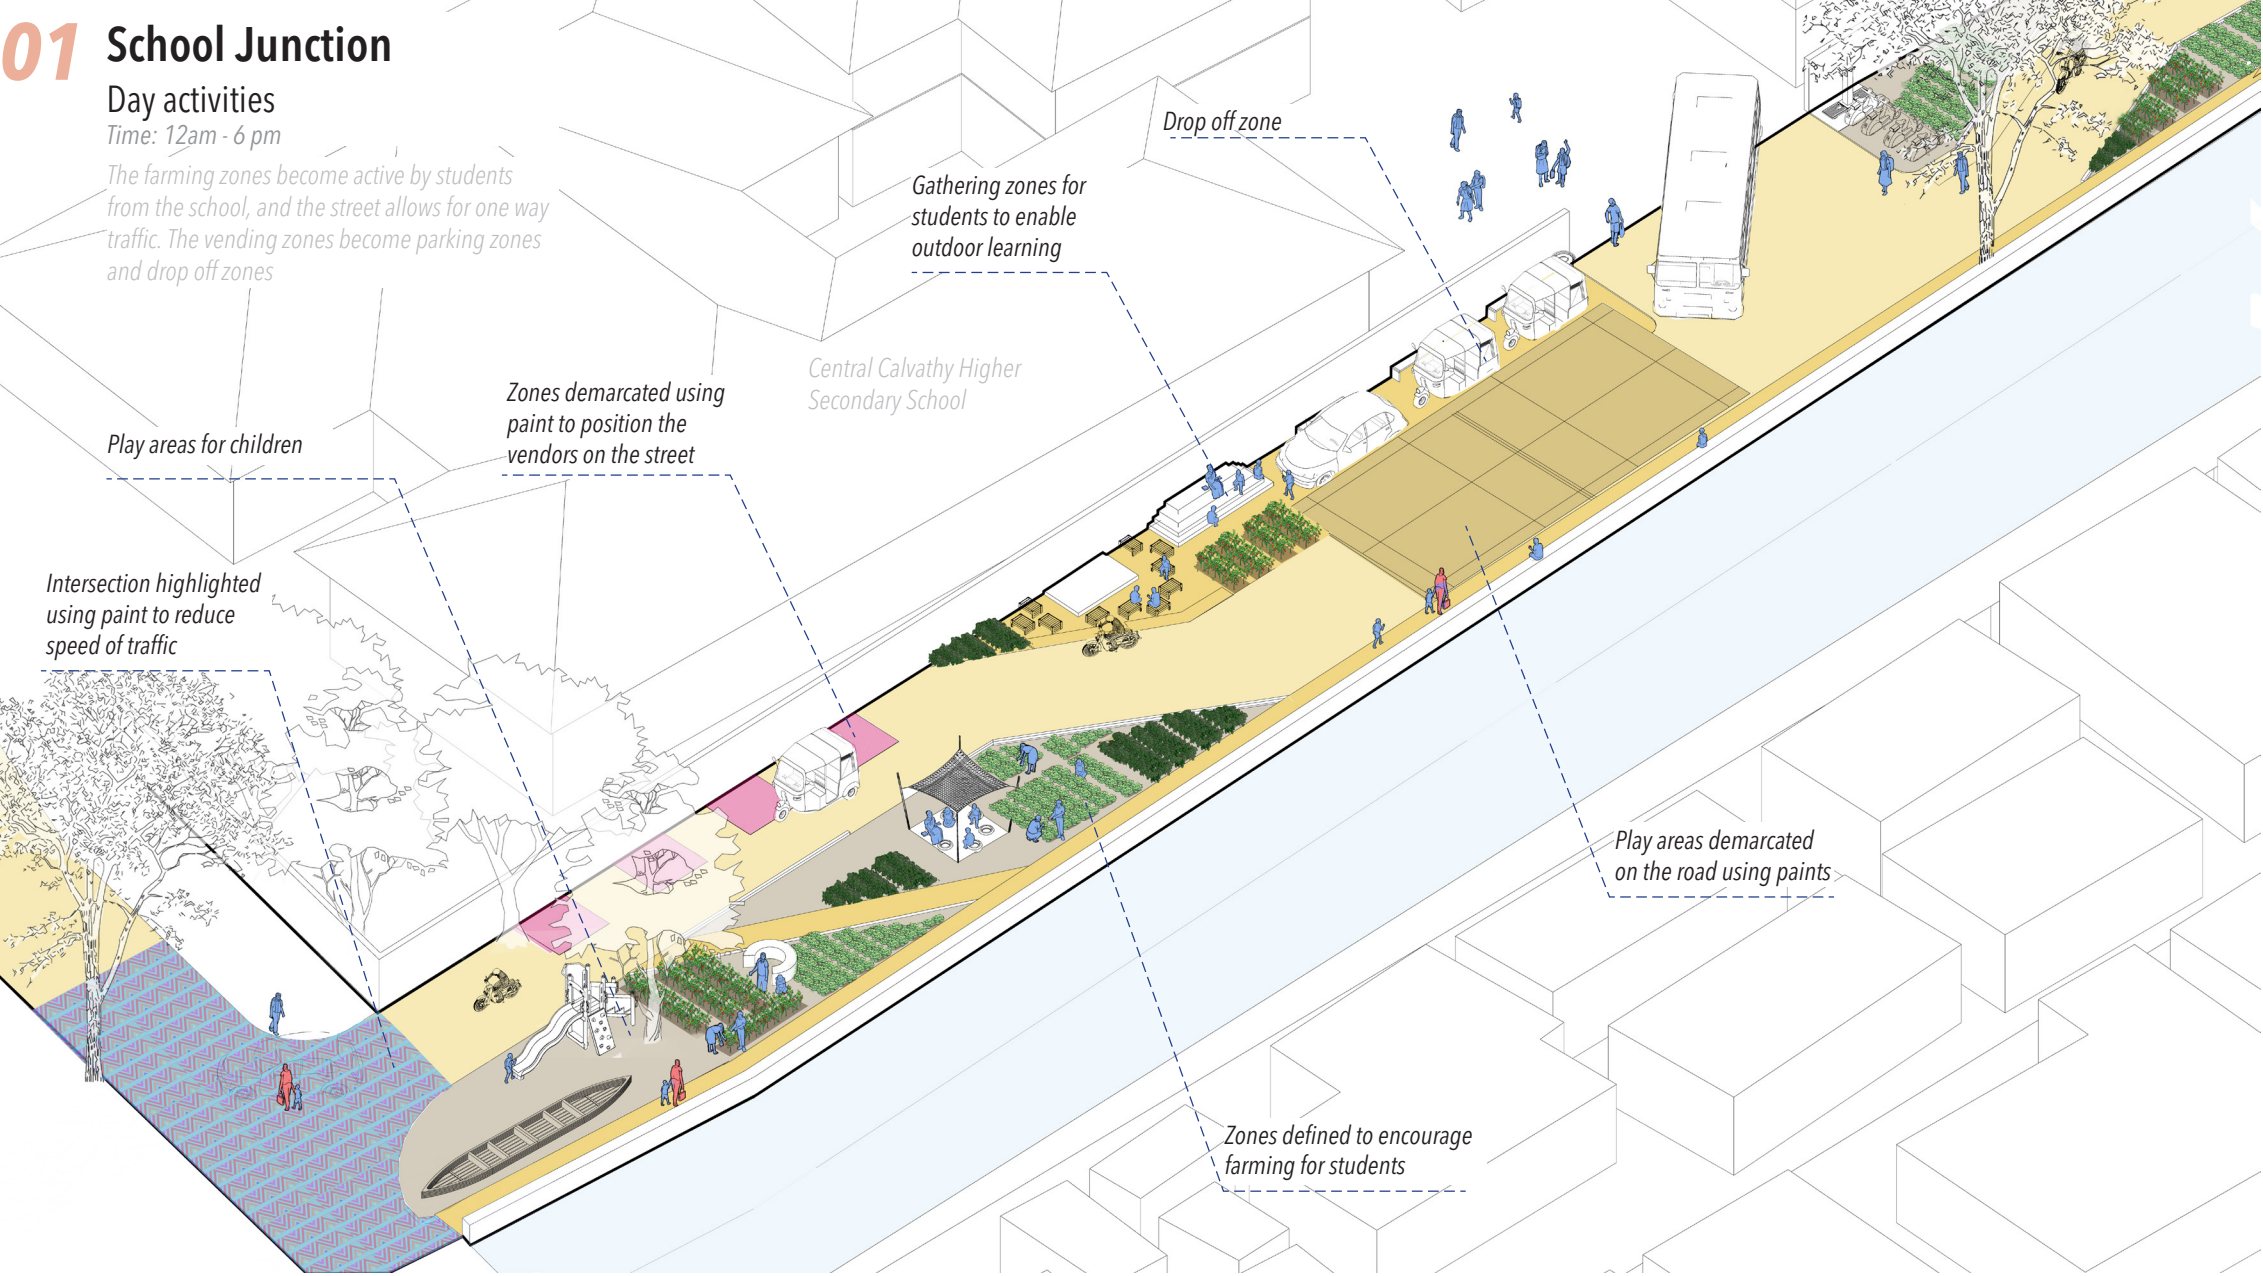 01 School Junction
Day activities
Time: 12am - 6 pm
The farming zones become active by students
from the school, and the street allows for one way
traffic. The vending zones become parking zones
and drop off zones
Drop off zone
Gathering zones for
students to enable
outdoor learning
Central Calvathy Higher
Secondary School
Zones demarcated using
paint to position the
vendors on the street
Play areas for children
Intersection highlighted
using paint to reduce
speed of traffic
Play areas demarcated
on the road using paints
Zones defined to encourage
farming for students